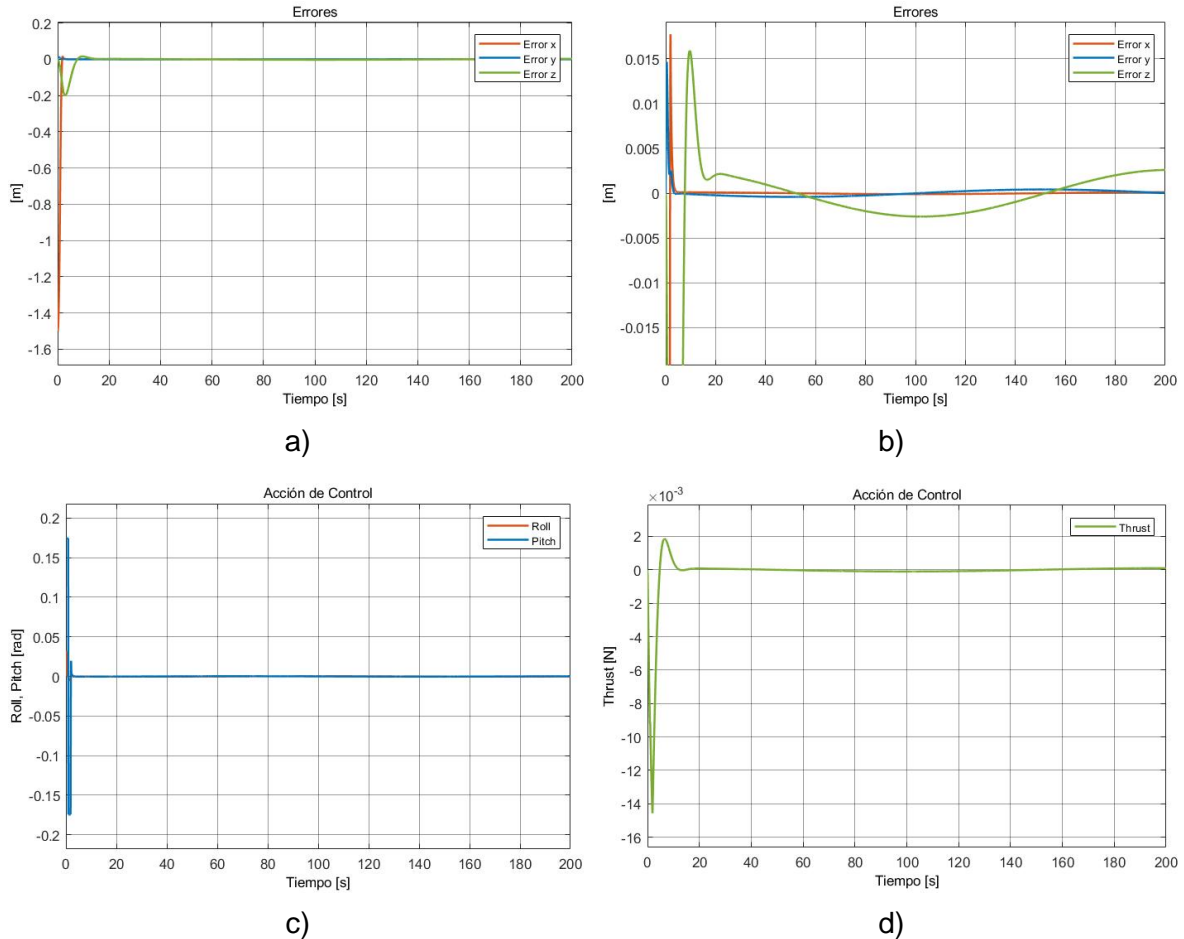 Errores
0.2
0
-0.2
-0.4
-0.6
-0.8
-1
-1.2
-1.4
-1.6
[m]
Error x
Error y
Error z
0 20 40 60 80 100 120 140 160 180 200
Tiempo [s]
a)
Errores
0.015
0.01
0.005
0
-0.005
-0.01
-0.015
[m]
Error x
Error y
Error z
0 20 40 60 80 100 120 140 160 180 200
Tiempo [s]
b)
Acción de Control
0.2
0.15
0.1
0.05
0
-0.05
-0.1
-0.15
-0.2
Roll, Pitch [rad]
Roll
Pitch
0 20 40 60 80 100 120 140 160 180 200
Tiempo [s]
c)
Acción de Control
×10⁻³
2
0
-2
-4
-6
-8
-10
-12
-14
-16
Thrust [N]
Thrust
0 20 40 60 80 100 120 140 160 180 200
Tiempo [s]
d)